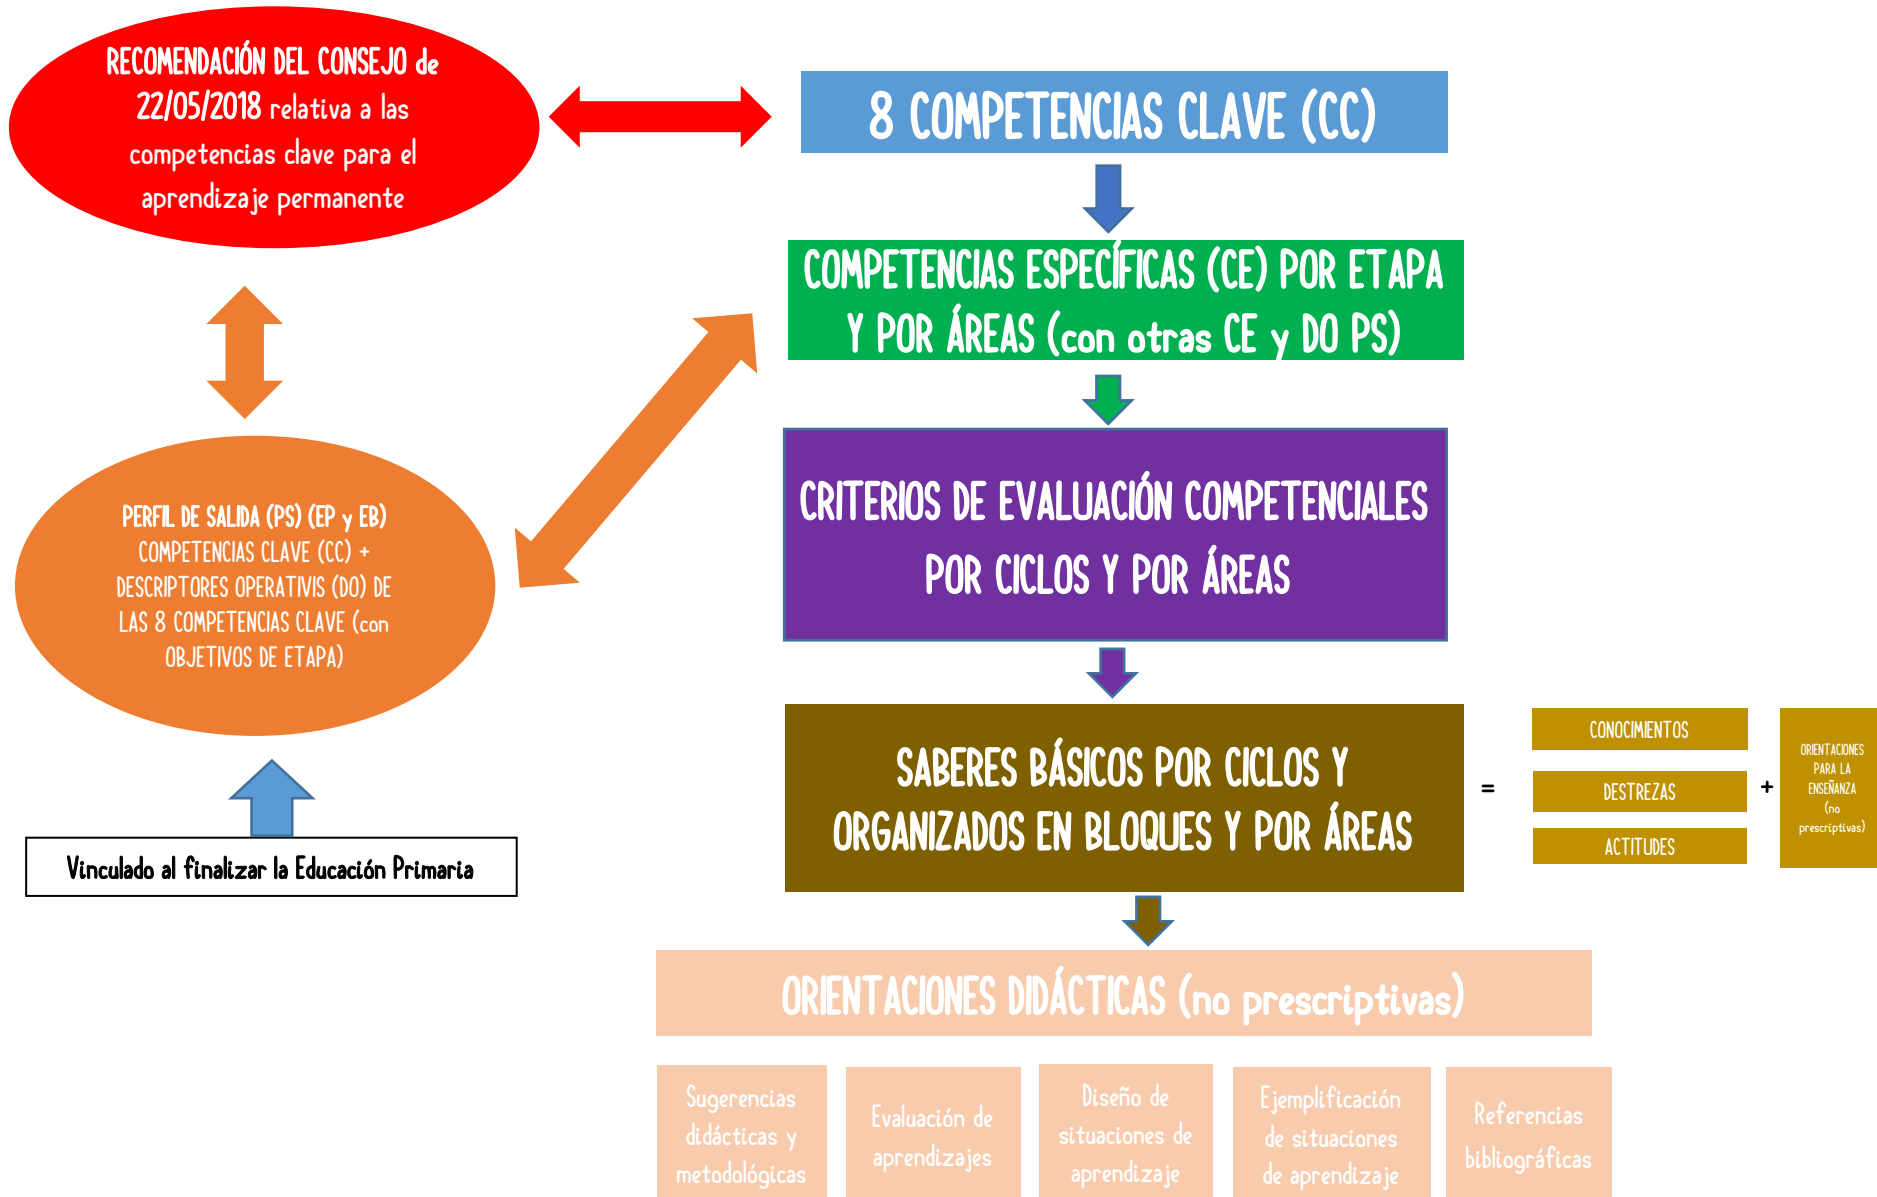 RECOMENDACIÓN DEL CONSEJO de
22/05/2018 relativa a las
competencias clave para el
aprendizaje permanente
8 COMPETENCIAS CLAVE (CC)
COMPETENCIAS ESPECÍFICAS (CE) POR ETAPA
Y POR ÁREAS (con otras CE y DO PS)
PERFIL DE SALIDA (PS) (EP y EB)
COMPETENCIAS CLAVE (CC) +
DESCRIPTORES OPERATIVIS (DO) DE
LAS 8 COMPETENCIAS CLAVE (con
OBJETIVOS DE ETAPA)
Vinculado al finalizar la Educación Primaria
CRITERIOS DE EVALUACIÓN COMPETENCIALES
POR CICLOS Y POR ÁREAS
SABERES BÁSICOS POR CICLOS Y
ORGANIZADOS EN BLOQUES Y POR ÁREAS
=
CONOCIMIENTOS
DESTREZAS
ACTITUDES
+
ORIENTACIONES
PARA LA
ENSEÑANZA
(no
prescriptivas)
ORIENTACIONES DIDÁCTICAS (no prescriptivas)
Sugerencias
didácticas y
metodológicas
Evaluación de
aprendizajes
Diseño de
situaciones de
aprendizaje
Ejemplificación
de situaciones
de aprendizaje
Referencias
bibliográficas